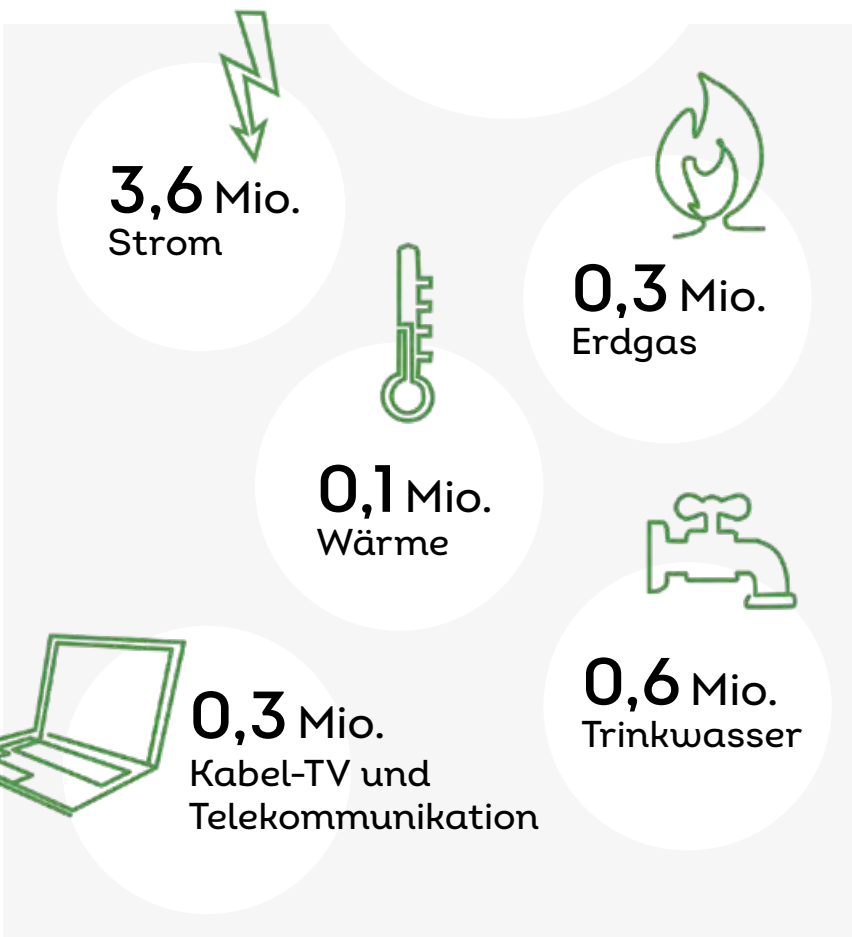 3,6 Mio.
Strom
0,3 Mio.
Erdgas
0,1 Mio.
Wärme
0,6 Mio.
Trinkwasser
0,3 Mio.
Kabel-TV und
Telekommunikation